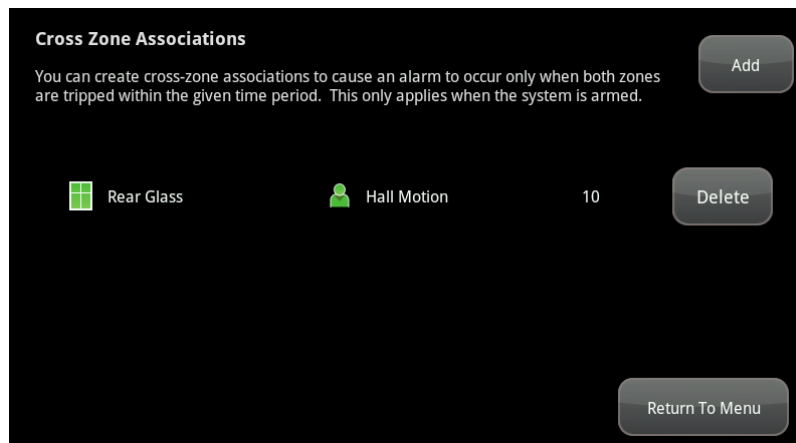 Cross Zone Associations
Add
You can create cross-zone associations to cause an alarm to occur only when both zones
are tripped within the given time period.  This only applies when the system is armed.
Rear Glass
Hall Motion
10
Delete
Return To Menu